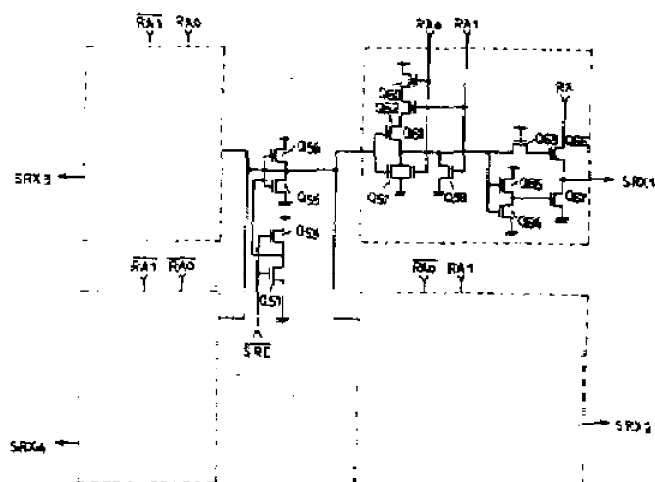 RA1 RA0 RA0 RA1
Q60
Q62
Q61
RX
Q56
Q63
Q66
SRX3
SRX1
Q55
Q57
Q58
Q65
Q67
Q64
Q53
RA1 RA0
Q51
RA0 RA1
SRE
SRX2
SRX4